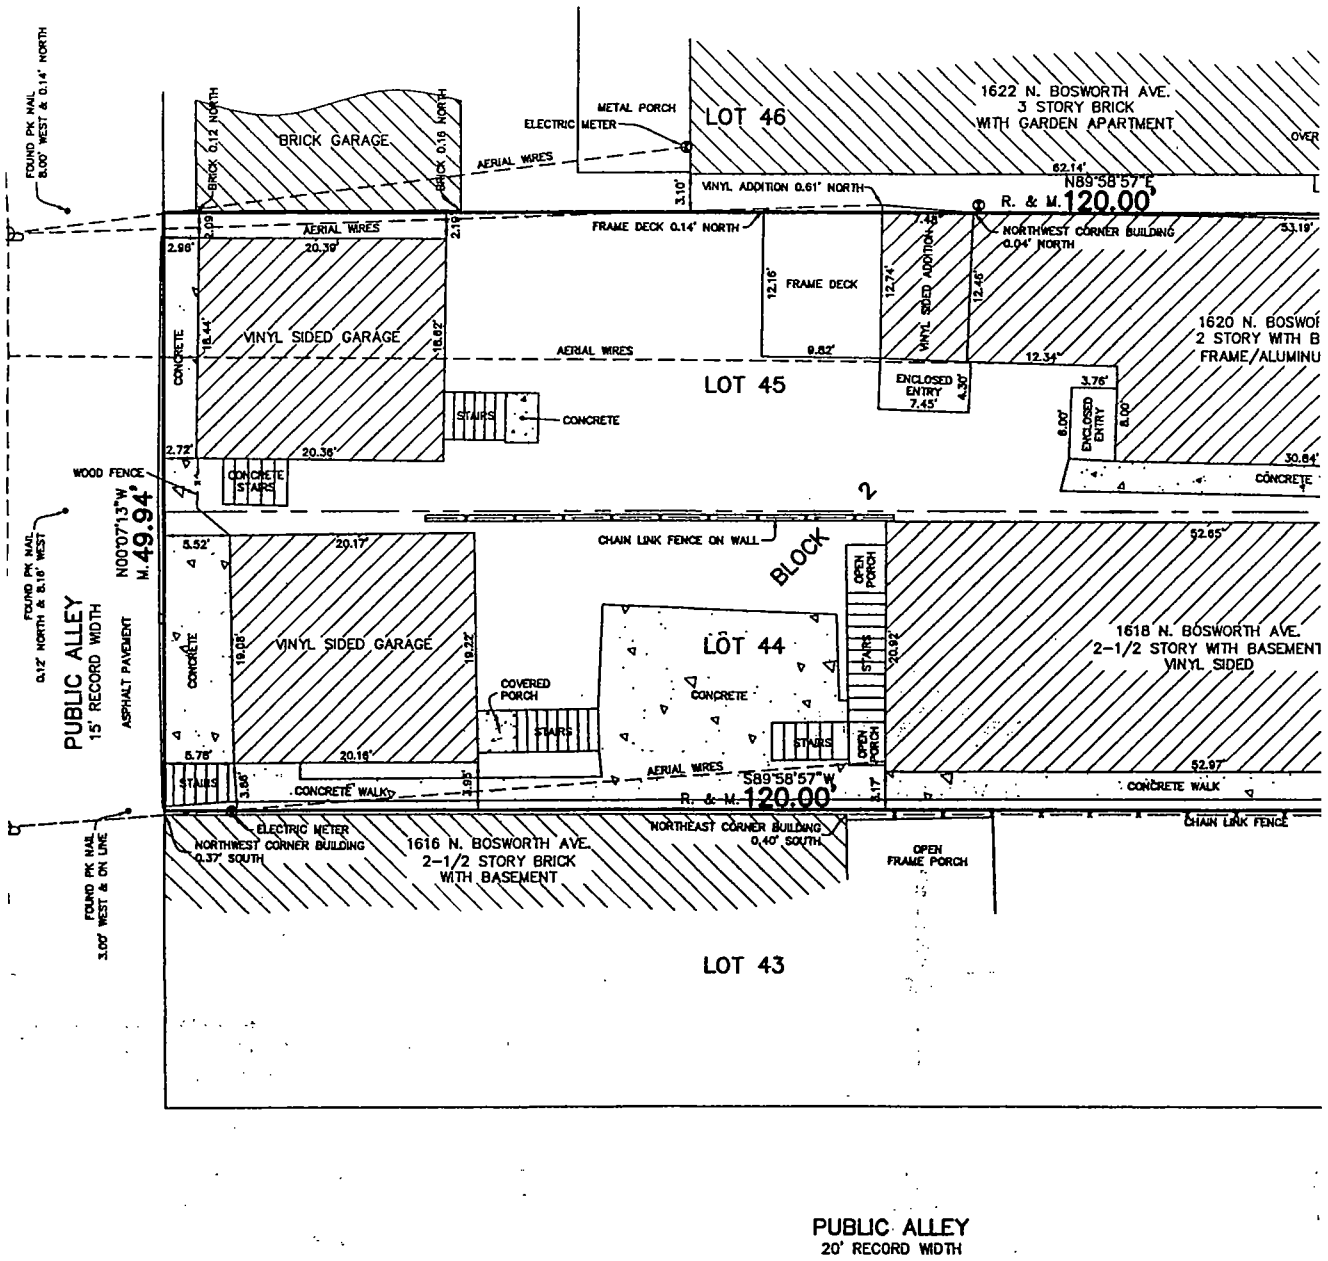 FOUND PK NAIL
8.00' WEST & 0.14' NORTH
BRICK 0.12 NORTH
BRICK GARAGE
BRICK 0.16 NORTH
METAL PORCH
ELECTRIC METER
AERIAL WIRES
LOT 46
1622 N. BOSWORTH AVE.
3 STORY BRICK
WITH GARDEN APARTMENT
OVER
62.14'
VINYL ADDITION 0.61' NORTH
3.10'
N89°58'57"E
R. & M. 120.00'
2.09'
2.19'
AERIAL WIRES
FRAME DECK 0.14' NORTH
7.48'
NORTHWEST CORNER BUILDING
0.04' NORTH
53.19'
2.96'
20.39'
CONCRETE
18.44'
VINYL SIDED GARAGE
18.62'
12.16'
FRAME DECK
12.74'
VINYL SIDED ADDITION
12.46'
1620 N. BOSWOR
2 STORY WITH B
FRAME/ALUMINU
AERIAL WIRES
9.82'
12.34'
LOT 45
ENCLOSED
ENTRY
7.45'
4.30'
3.76'
6.00'
ENCLOSED
ENTRY
8.00'
STAIRS
CONCRETE
2.72'
20.36'
30.64'
WOOD FENCE
CONCRETE
STAIRS
CONCRETE
FOUND PK NAIL
0.12' NORTH & 8.16' WEST
N00°07'13"W
M. 49.94'
BLOCK 2
CHAIN LINK FENCE ON WALL
5.52'
20.17'
52.65'
OPEN
PORCH
PUBLIC ALLEY
15' RECORD WIDTH
ASPHALT PAVEMENT
CONCRETE
19.08'
VINYL SIDED GARAGE
19.22'
LOT 44
STAIRS
20.92'
1618 N. BOSWORTH AVE.
2-1/2 STORY WITH BASEMENT
VINYL SIDED
COVERED
PORCH
CONCRETE
STAIRS
STAIRS
OPEN
PORCH
5.76'
20.16'
STAIRS
3.86'
CONCRETE WALK
3.95'
AERIAL WIRES
S89°58'57"W
R. & M. 120.00'
3.17'
52.97'
CONCRETE WALK
FOUND PK NAIL
3.00' WEST & ON LINE
ELECTRIC METER
NORTHWEST CORNER BUILDING
0.37' SOUTH
1616 N. BOSWORTH AVE.
2-1/2 STORY BRICK
WITH BASEMENT
NORTHEAST CORNER BUILDING
0.40' SOUTH
OPEN
FRAME PORCH
CHAIN LINK FENCE
LOT 43
PUBLIC ALLEY
20' RECORD WIDTH